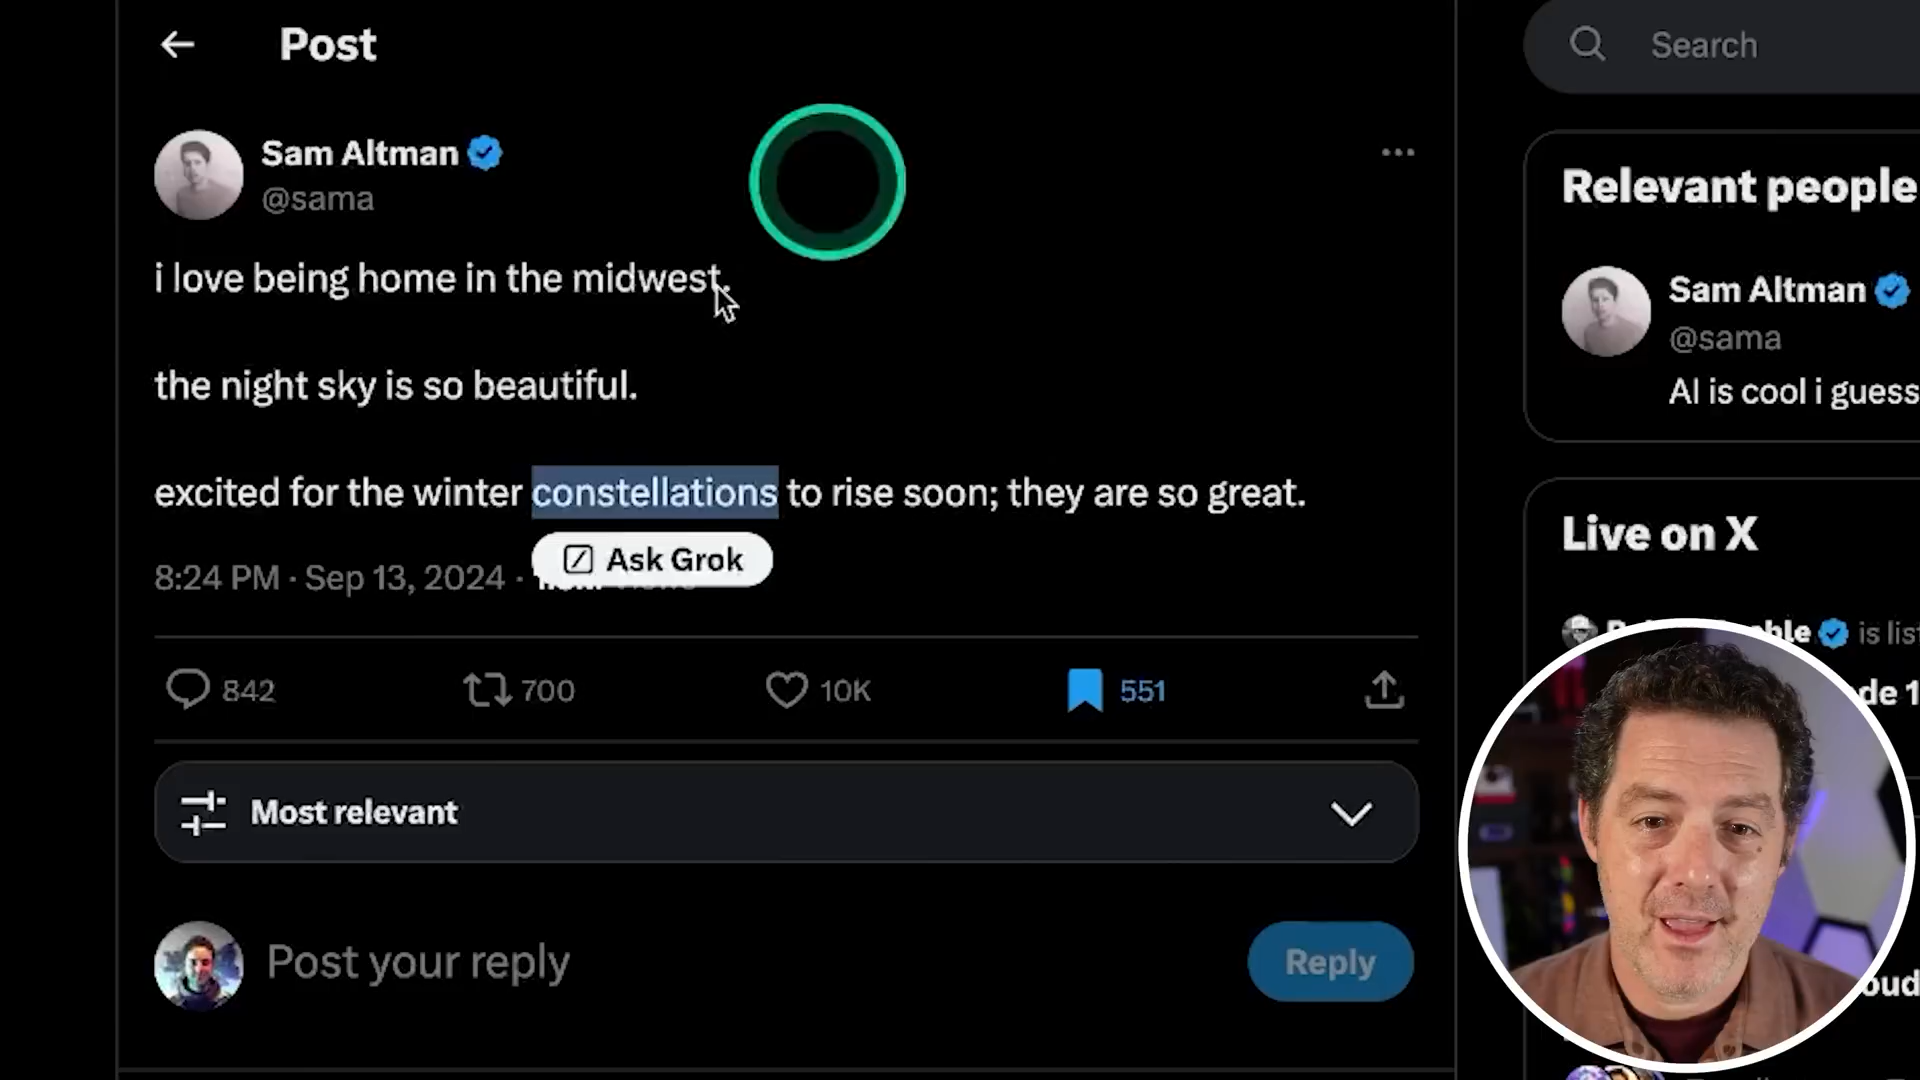 Post
Search
Sam Altman
@sama
i love being home in the midwest.
the night sky is so beautiful.
excited for the winter constellations to rise soon; they are so great.
Ask Grok
8:24 PM · Sep 13, 2024 ·
842
700
10K
551
Most relevant
Post your reply
Reply
Relevant people
Sam Altman
@sama
AI is cool i guess
Live on X
is list